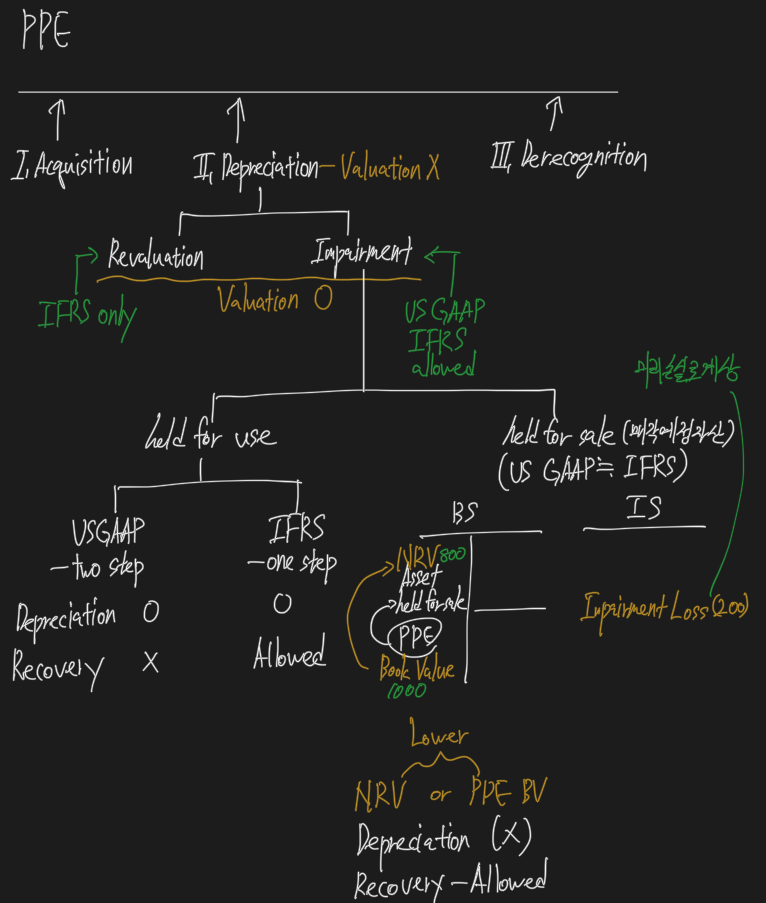 PPE
I. Acquisition
II. Depreciation - Valuation X
III. Derecognition
Revaluation
Impairment
IFRS only
Valuation O
US GAAP
IFRS
allowed
미리손실로계상
held for use
held for sale (매각예정자산)
(US GAAP ≒ IFRS)
USGAAP
- two step
IFRS
- one step
Depreciation O
O
Recovery X
Allowed
BS
IS
NRV 800
Asset
held for sale
PPE
Book Value
1000
Impairment Loss (200)
Lower
NRV or PPE BV
Depreciation (X)
Recovery - Allowed